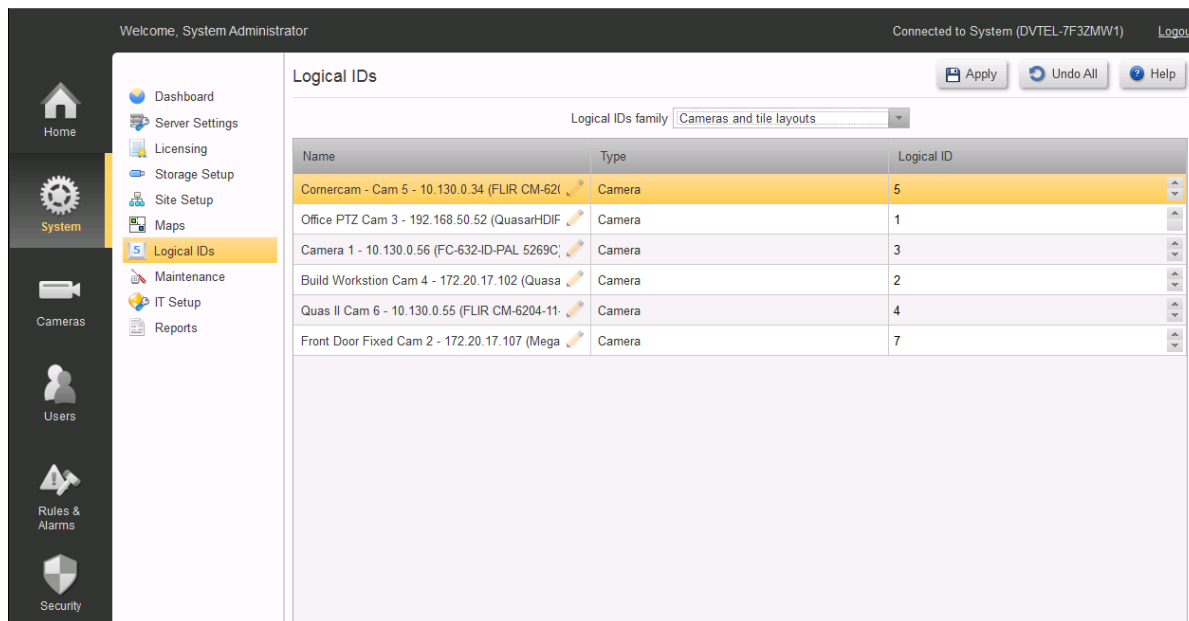 Welcome, System Administrator
Connected to System (DVTEL-7F3ZMW1)
Logou
Home
System
Cameras
Users
Rules &
Alarms
Security
Dashboard
Server Settings
Licensing
Storage Setup
Site Setup
Maps
5 Logical IDs
Maintenance
IT Setup
Reports
Logical IDs
Apply
Undo All
? Help
Logical IDs family Cameras and tile layouts
Name Type Logical ID
Cornercam - Cam 5 - 10.130.0.34 (FLIR CM-620 Camera 5
Office PTZ Cam 3 - 192.168.50.52 (QuasarHDIF Camera 1
Camera 1 - 10.130.0.56 (FC-632-ID-PAL 5269C; Camera 3
Build Workstion Cam 4 - 172.20.17.102 (Quasa Camera 2
Quas II Cam 6 - 10.130.0.55 (FLIR CM-6204-11- Camera 4
Front Door Fixed Cam 2 - 172.20.17.107 (Mega Camera 7